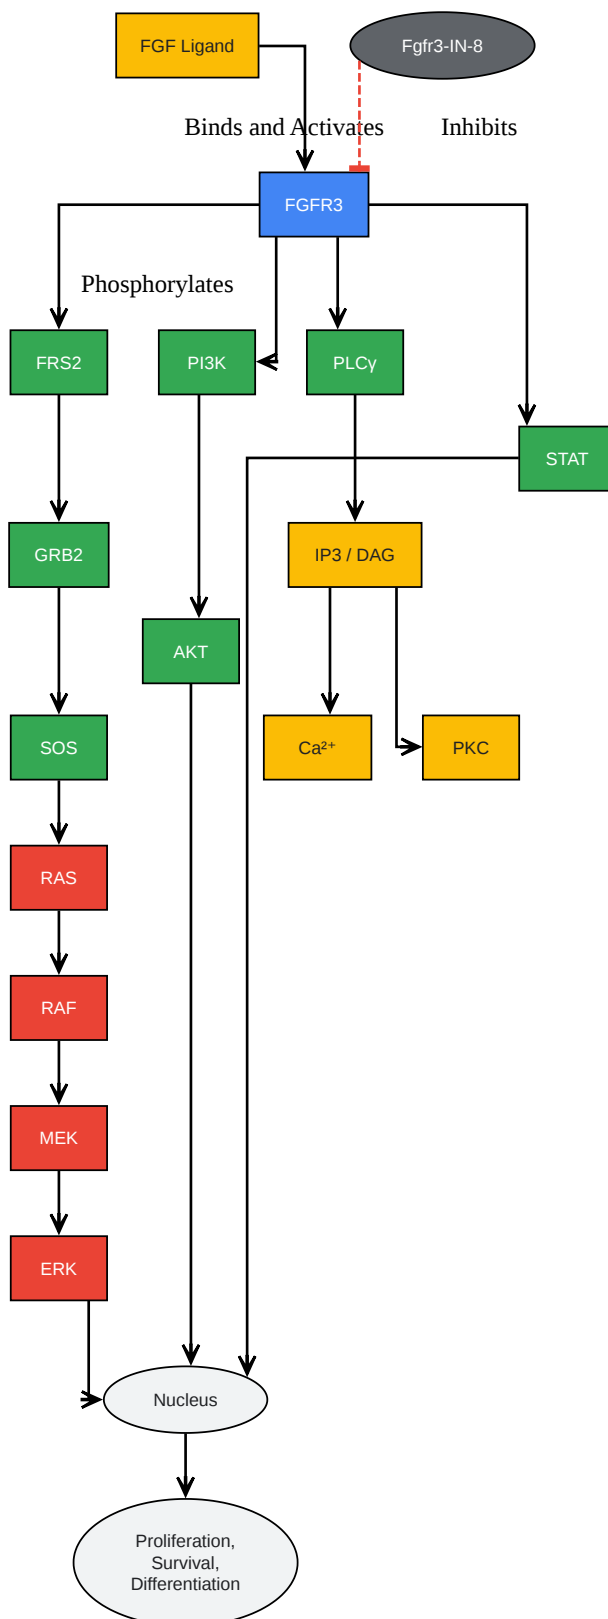 FGF Ligand
Fgfr3-IN-8
Binds and Activates
Inhibits
FGFR3
Phosphorylates
FRS2
PI3K
PLCγ
STAT
GRB2
IP3 / DAG
AKT
SOS
Ca²⁺
PKC
RAS
RAF
MEK
ERK
Nucleus
Proliferation,
Survival,
Differentiation